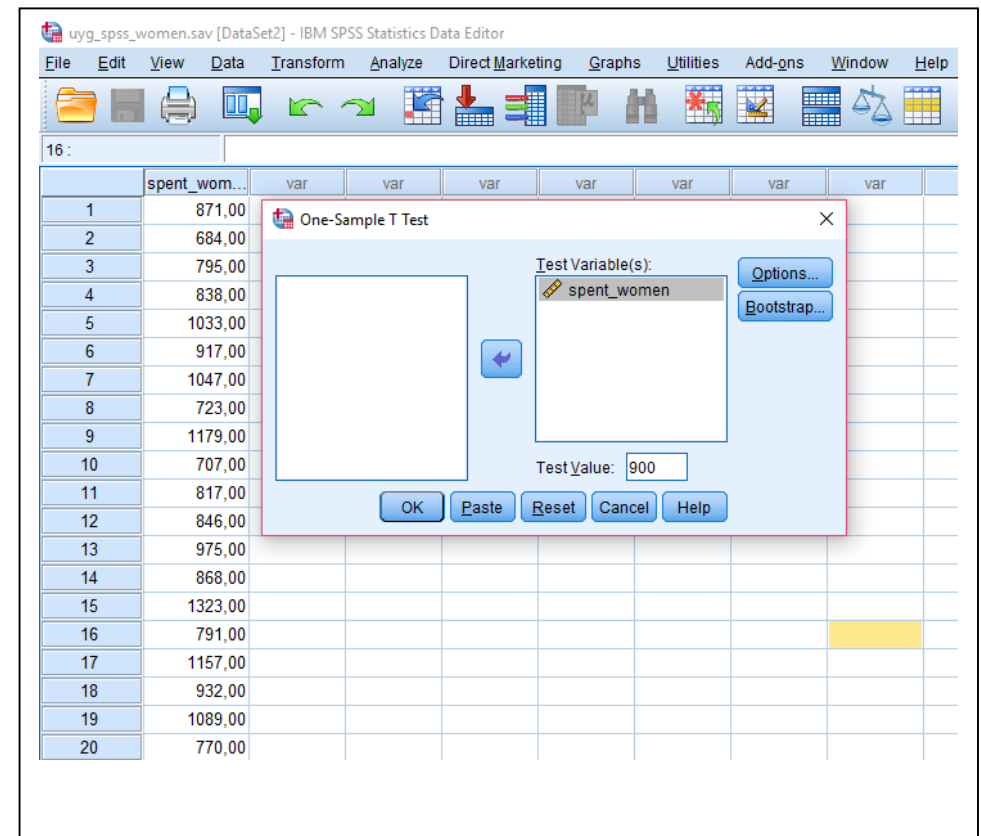 uyg_spss_women.sav [DataSet2] - IBM SPSS Statistics Data Editor
File Edit View Data Transform Analyze Direct Marketing Graphs Utilities Add-ons Window Help
16 :
spent_wom... var var var var var var var
1 871,00
2 684,00
3 795,00
4 838,00
5 1033,00
6 917,00
7 1047,00
8 723,00
9 1179,00
10 707,00
11 817,00
12 846,00
13 975,00
14 868,00
15 1323,00
16 791,00
17 1157,00
18 932,00
19 1089,00
20 770,00
One-Sample T Test
Test Variable(s):
spent_women
Options...
Bootstrap...
Test Value: 900
OK Paste Reset Cancel Help